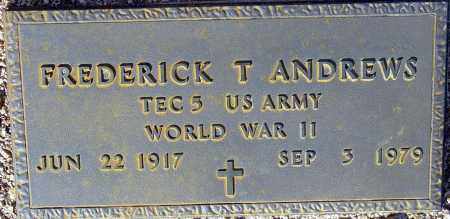 FREDERICK T ANDREWS
TEC 5 US ARMY
WORLD WAR II
JUN 22 1917 SEP 3 1979